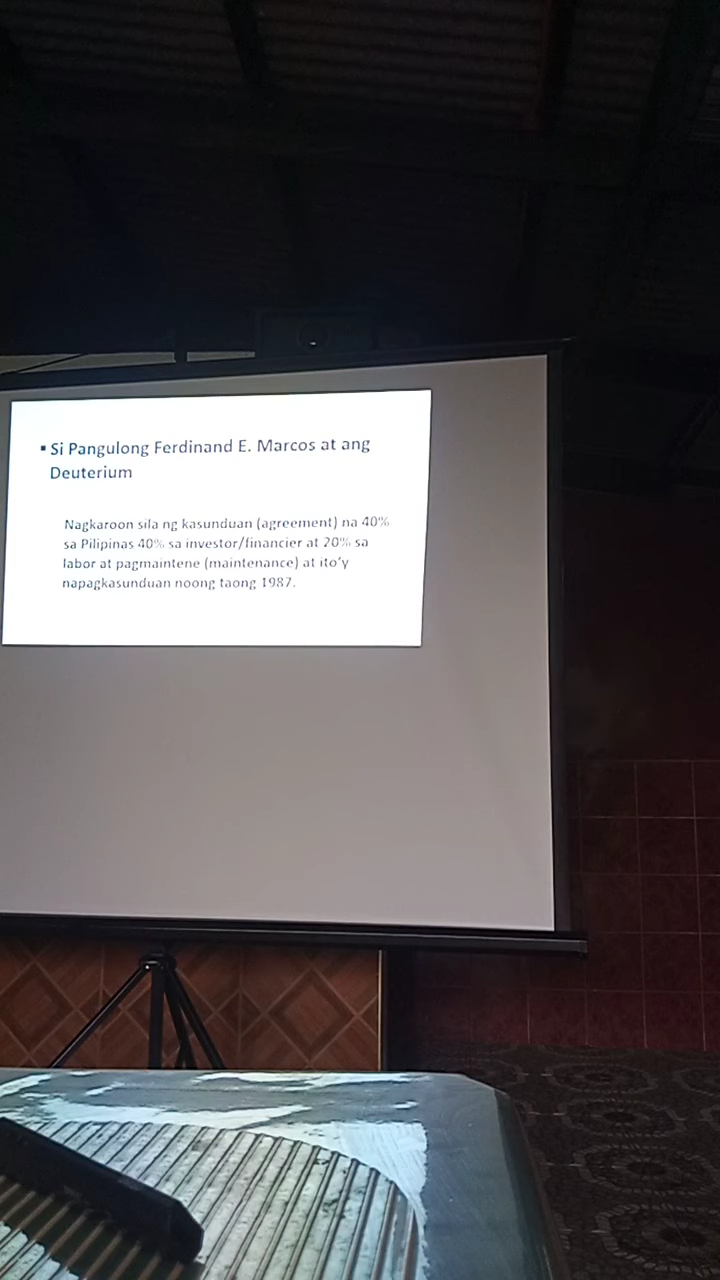 ▪ Si Pangulong Ferdinand E. Marcos at ang
Deuterium
Nagkaroon sila ng kasunduan (agreement) na 40%
sa Pilipinas 40% sa investor/financier at 20% sa
labor at pagmaintene (maintenance) at ito'y
napagkasunduan noong taong 1987.